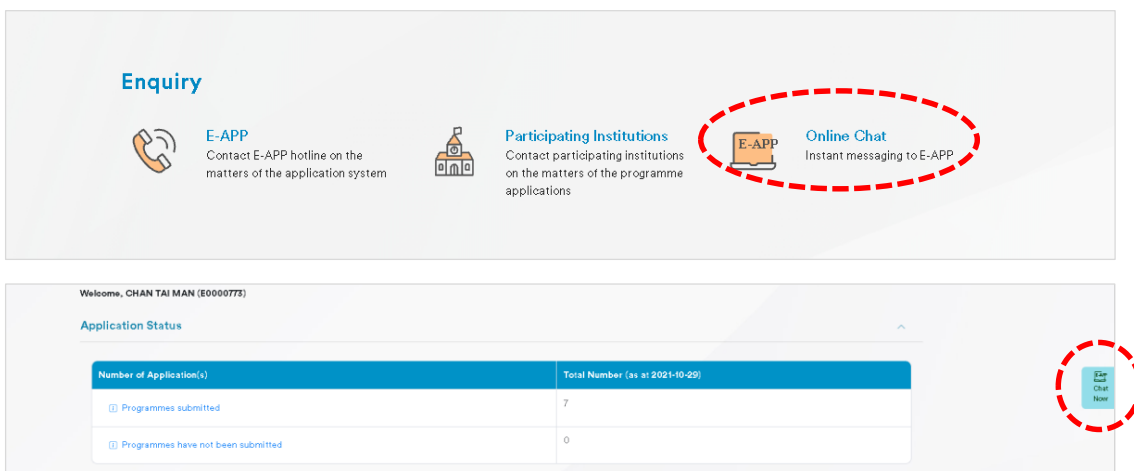 Enquiry
E-APP
Contact E-APP hotline on the
matters of the application system
Participating Institutions
Contact participating institutions
on the matters of the programme
applications
E-APP
Online Chat
Instant messaging to E-APP
Welcome, CHAN TAI MAN (E0000773)
Application Status
Number of Application(s) Total Number (as at 2021-10-29)
Programmes submitted 7
Programmes have not been submitted 0
Chat
Now